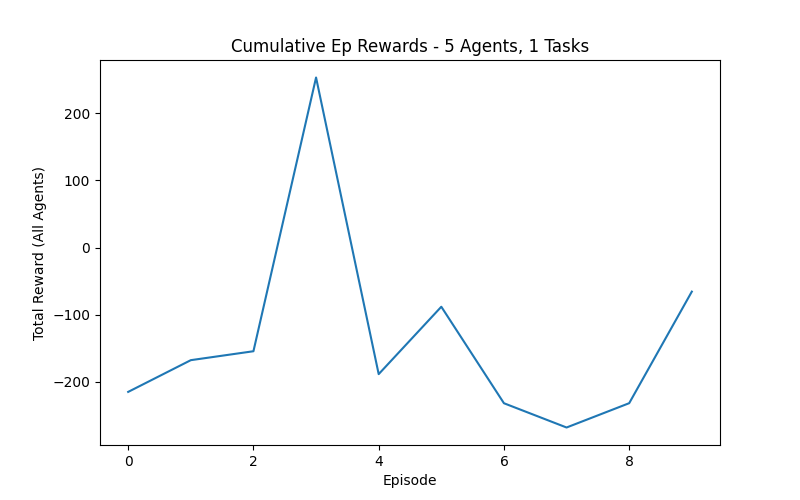 Cumulative Ep Rewards - 5 Agents, 1 Tasks
Total Reward (All Agents)
200
100
0
−100
−200
0 2 4 6 8
Episode